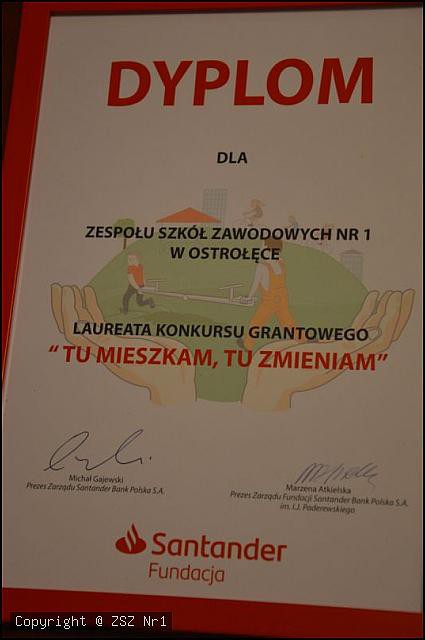 DYPLOM
DLA
ZESPOŁU SZKÓŁ ZAWODOWYCH NR 1
W OSTROŁĘCE
LAUREATA KONKURSU GRANTOWEGO
“TU MIESZKAM, TU ZMIENIAM”
Michał Gajewski
Prezes Zarządu Santander Bank Polska S.A.
Marzena Atkielska
Prezes Zarządu Fundacji Santander Bank Polska S.A.
im. I.J. Paderewskiego
Santander
Fundacja
Copyright @ ZSZ Nr1